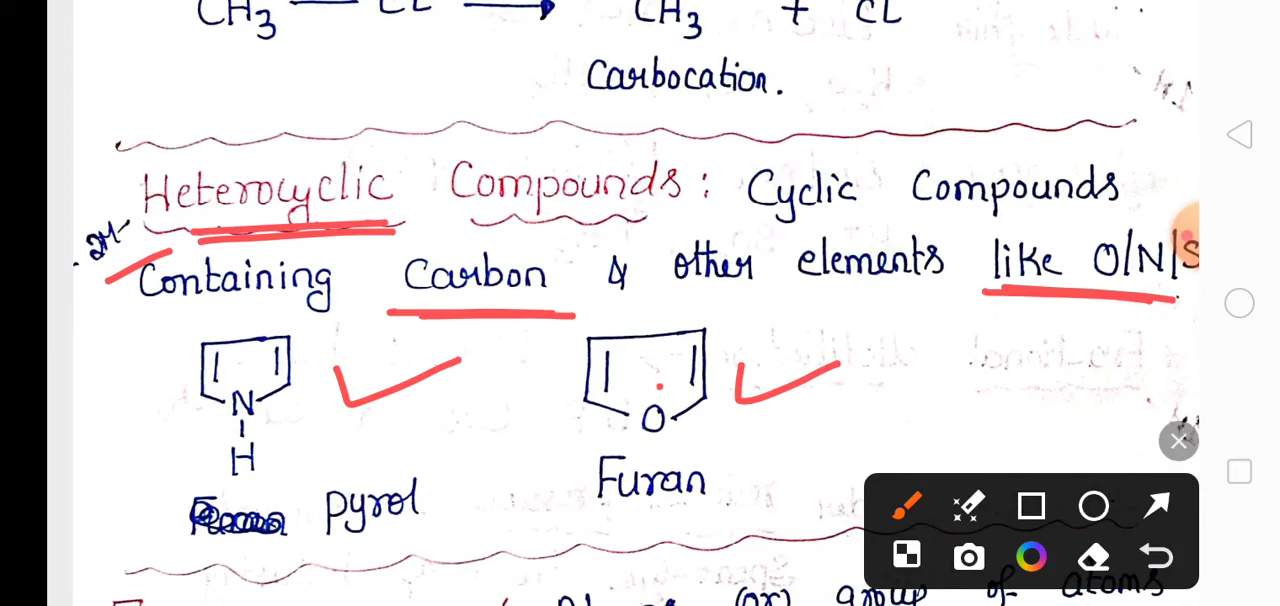 CH3 — Cl → CH3 + Cl
Carbocation.
Heterocyclic Compounds: Cyclic Compounds
2M
Containing Carbon & other elements like O/N/S
N
H
O
Pyrol
Furan
(or) group of atoms